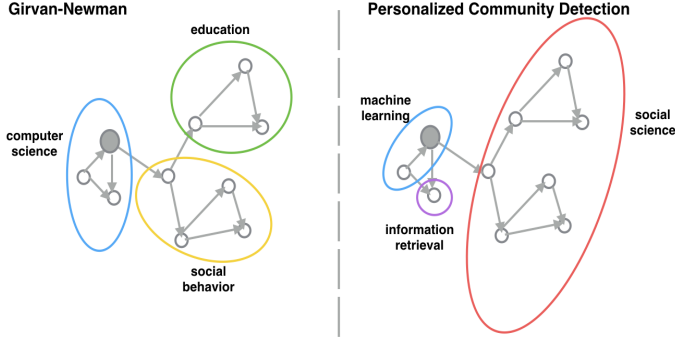 Girvan-Newman
education
computer
science
social
behavior
Personalized Community Detection
machine
learning
social
science
information
retrieval